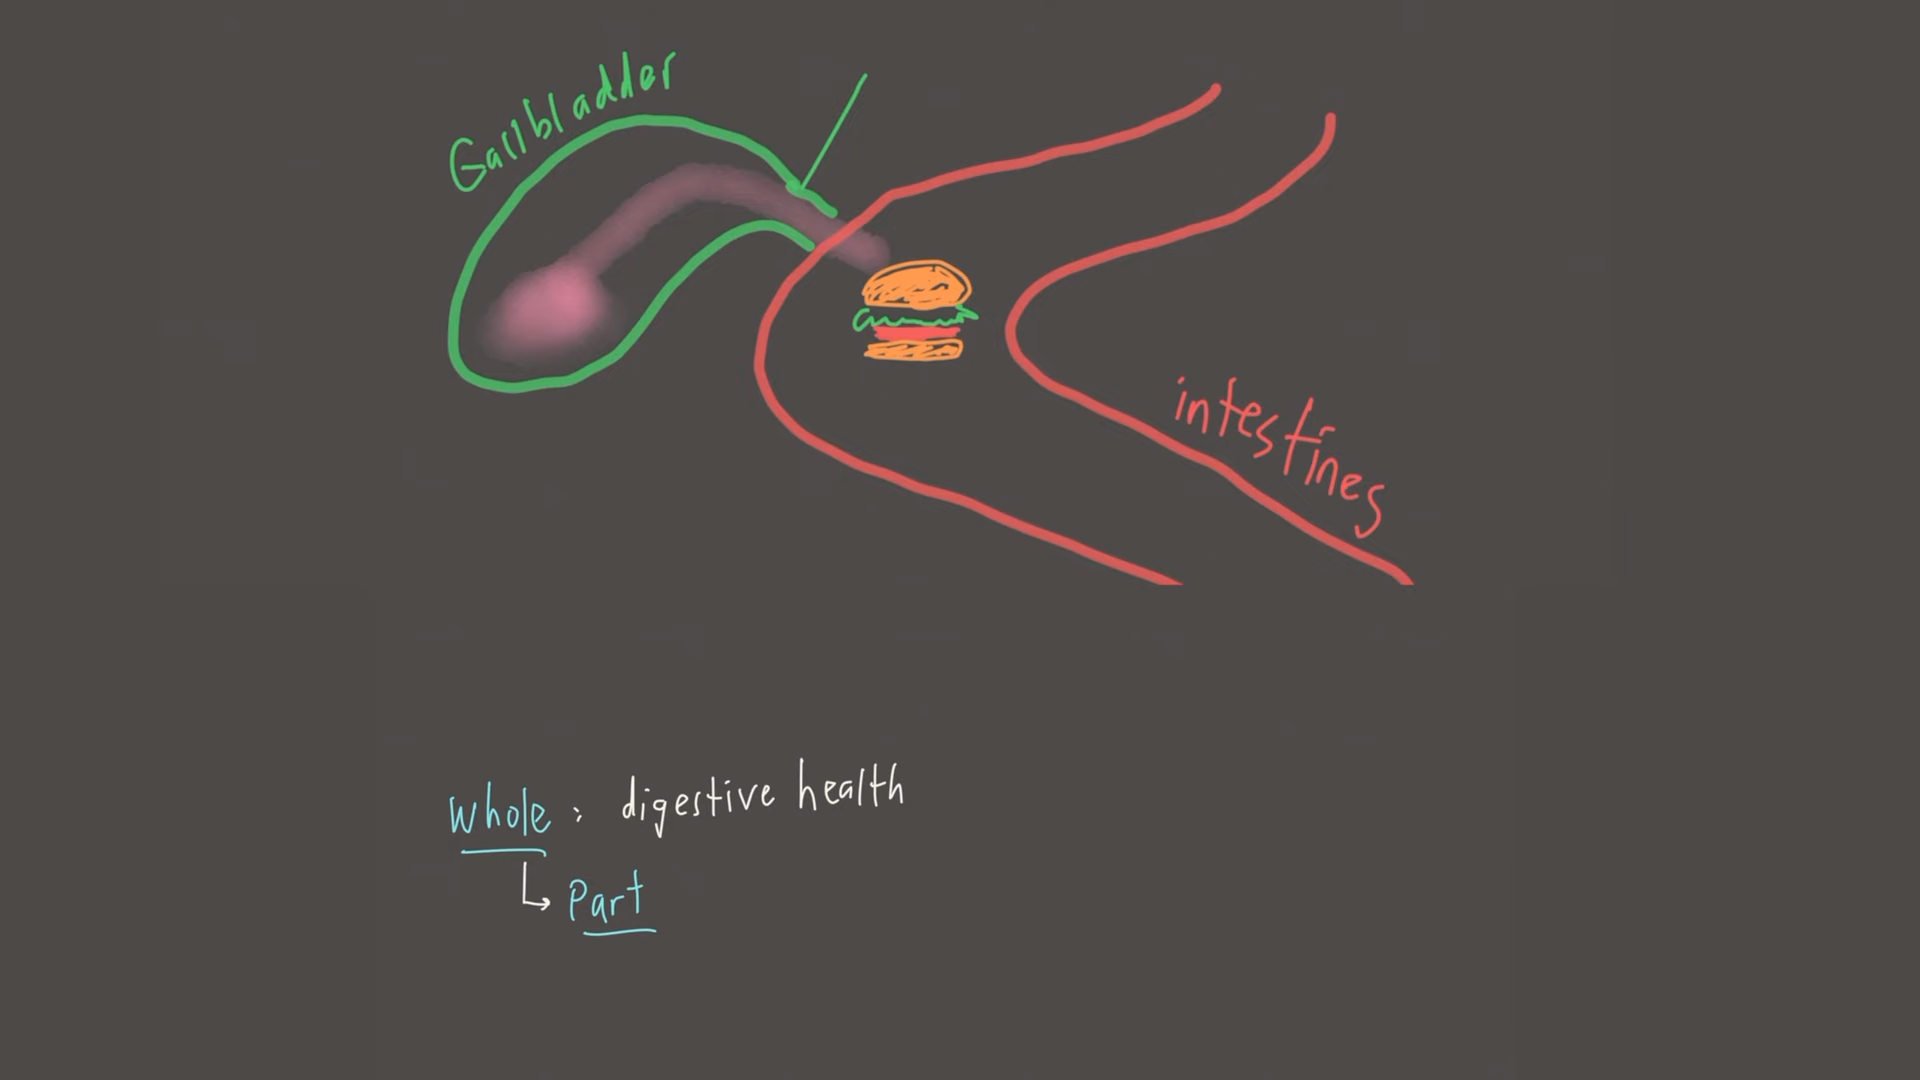 Gallbladder
intestines
Whole: digestive health
↳ Part